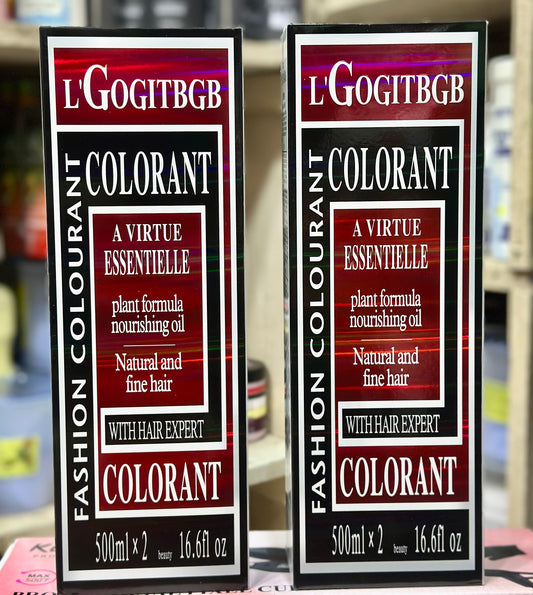 L'GOGITBGB
FASHION COLOURANT
COLORANT
A VIRTUE
ESSENTIELLE
plant formula
nourishing oil
Natural and
fine hair
WITH HAIR EXPERT
COLORANT
500ml × 2 beauty 16.6fl oz
L'GOGITBGB
FASHION COLOURANT
COLORANT
A VIRTUE
ESSENTIELLE
plant formula
nourishing oil
Natural and
fine hair
WITH HAIR EXPERT
COLORANT
500ml × 2 beauty 16.6fl oz
MAX